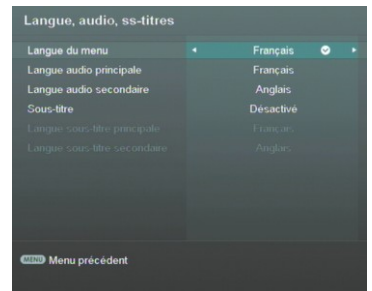 Langue, audio, ss-titres
Langue du menu Français
Langue audio principale Français
Langue audio secondaire Anglais
Sous-titre Désactivé
Langue sous-titre principale Français
Langue sous-titre secondaire Anglais
MENU Menu précédent